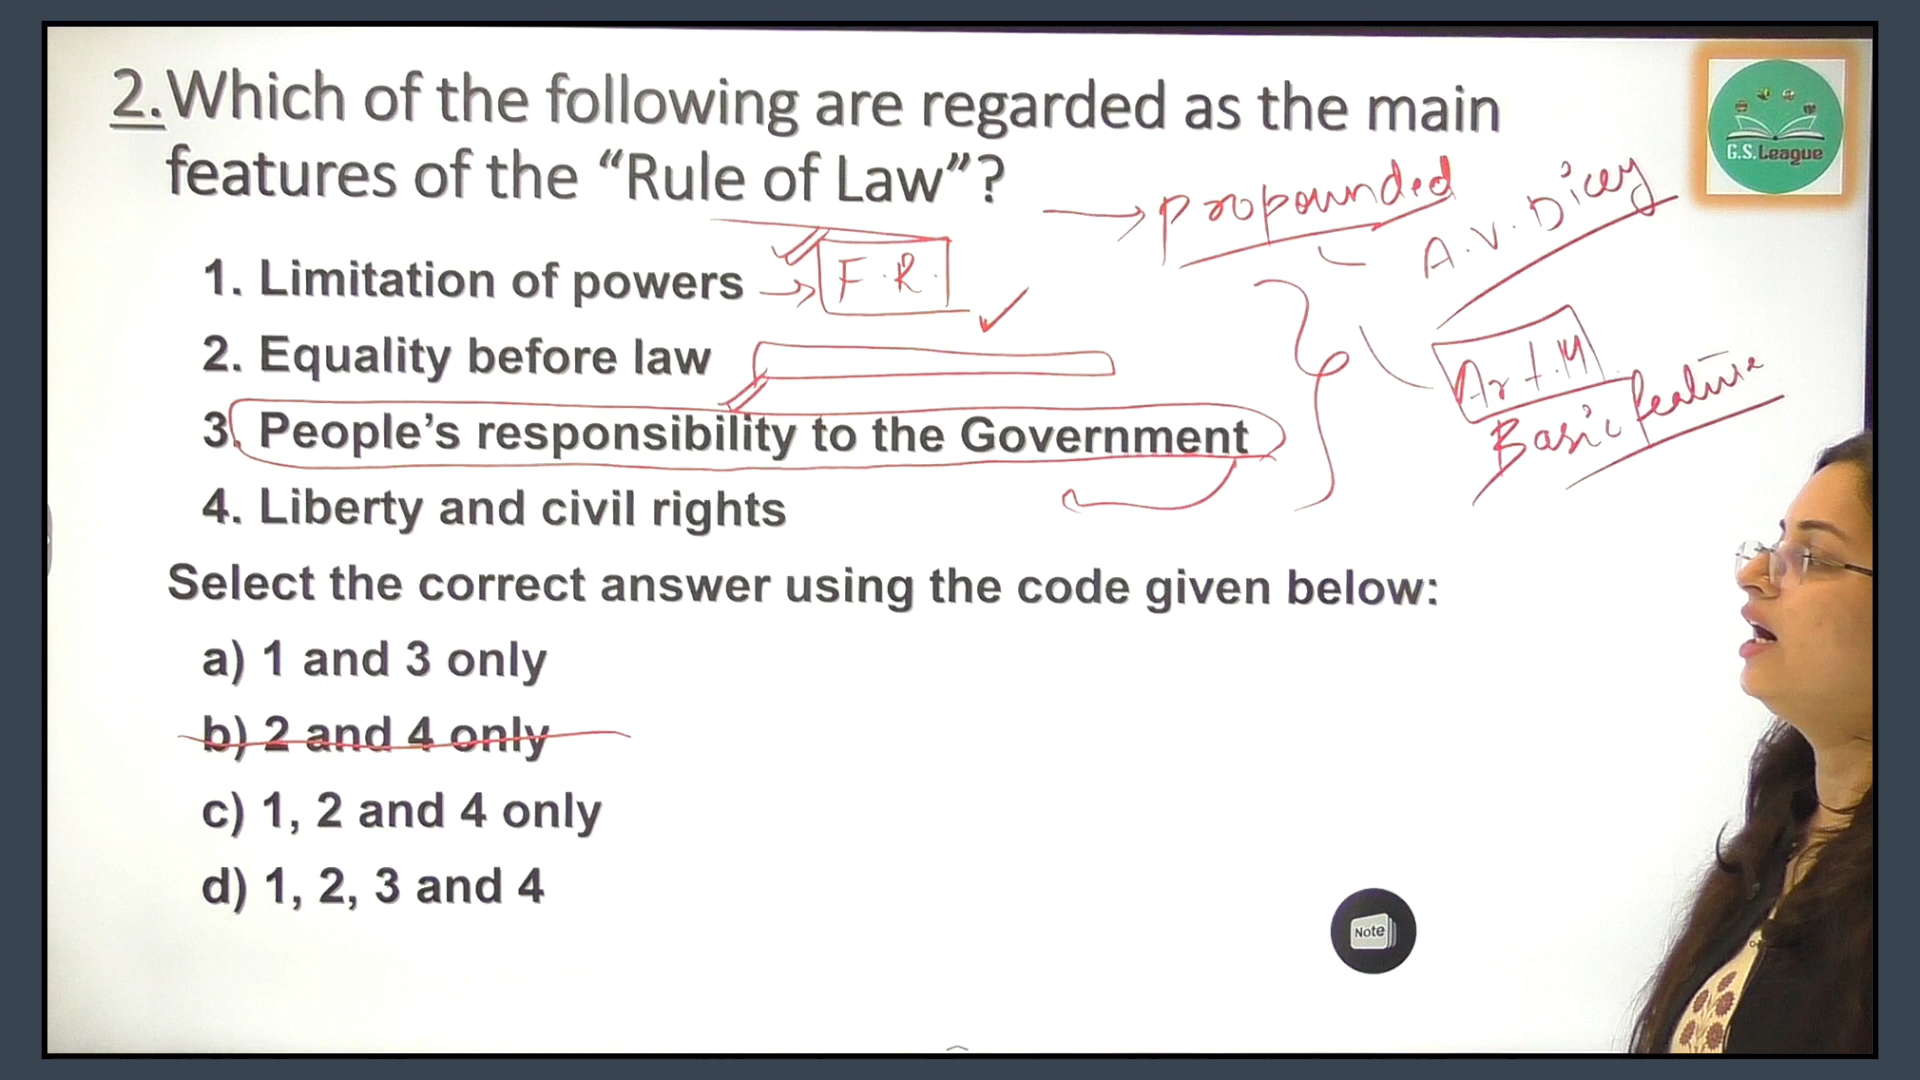 2. Which of the following are regarded as the main
features of the “Rule of Law”?
→ propounded
A.V. Dicey
G.S.League
1. Limitation of powers → F.R.
2. Equality before law
Art.14
Basic feature
3. People’s responsibility to the Government
4. Liberty and civil rights
Select the correct answer using the code given below:
a) 1 and 3 only
b) 2 and 4 only
c) 1, 2 and 4 only
d) 1, 2, 3 and 4
Note